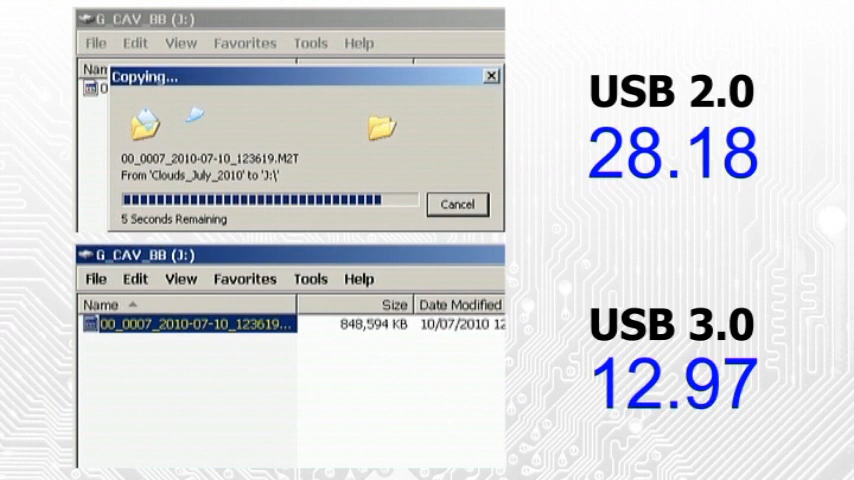 G_CAV_BB (J:)
File Edit View Favorites Tools Help
Copying...
00_0007_2010-07-10_123619.M2T
From 'Clouds_July_2010' to 'J:\'
Cancel
5 Seconds Remaining
USB 2.0
28.18
G_CAV_BB (J:)
File Edit View Favorites Tools Help
Name Size Date Modified
00_0007_2010-07-10_123619... 848,594 KB 10/07/2010 12
USB 3.0
12.97